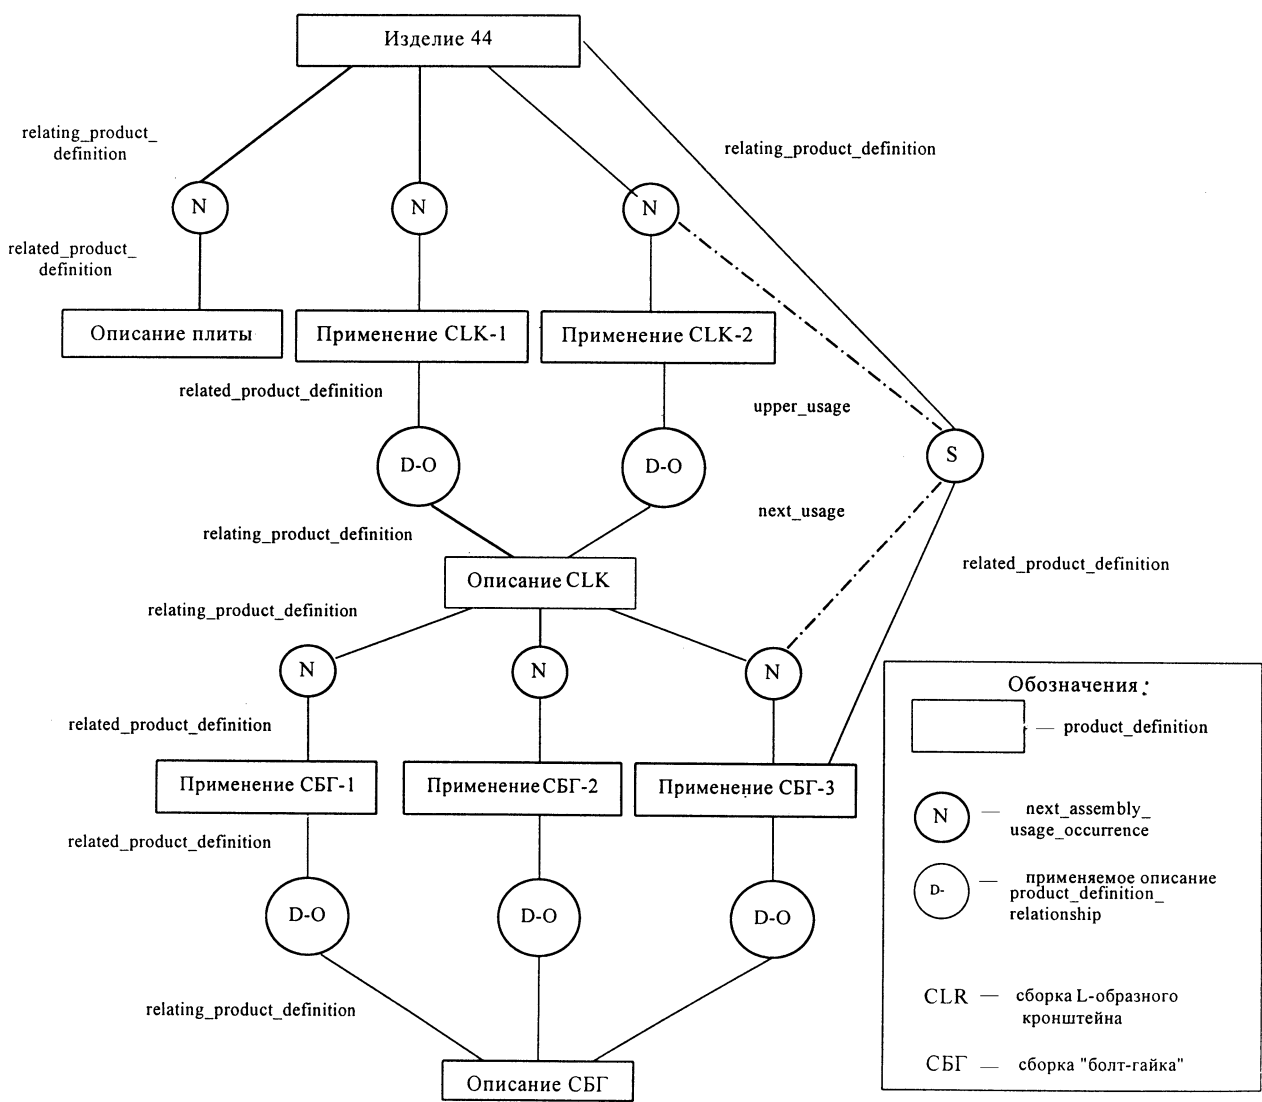 Изделие 44
relating_product_
definition
relating_product_definition
N
N
N
related_product_
definition
Описание плиты
Применение CLK-1
Применение CLK-2
related_product_definition
upper_usage
D-O
D-O
S
next_usage
relating_product_definition
related_product_definition
Описание CLK
relating_product_definition
N
N
N
related_product_definition
Применение СБГ-1
Применение СБГ-2
Применение СБГ-3
related_product_definition
D-O
D-O
D-O
relating_product_definition
Описание СБГ
Обозначения:
— product_definition
N — next_assembly_
usage_occurrence
D- — применяемое описание
product_definition_
relationship
CLR — сборка L-образного
кронштейна
СБГ — сборка "болт-гайка"